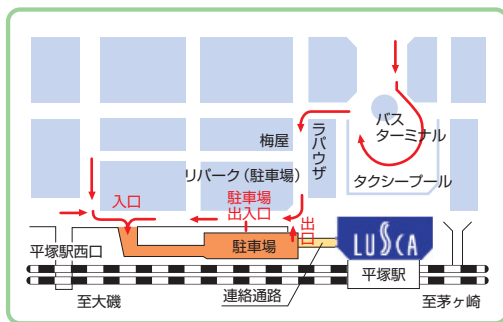 バス
ターミナル
梅屋
ラパウザ
リパーク（駐車場）
タクシープール
入口
駐車場
出入口
出口
LUSCA
駐車場
平塚駅西口
平塚駅
連絡通路
至大磯
至茅ヶ崎